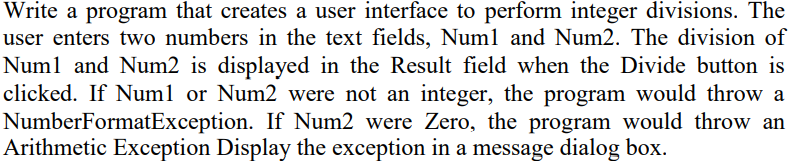 Write a program that creates a user interface to perform integer divisions. The
user enters two numbers in the text fields, Num1 and Num2. The division of
Num1 and Num2 is displayed in the Result field when the Divide button is
clicked. If Num1 or Num2 were not an integer, the program would throw a
NumberFormatException. If Num2 were Zero, the program would throw an
Arithmetic Exception Display the exception in a message dialog box.